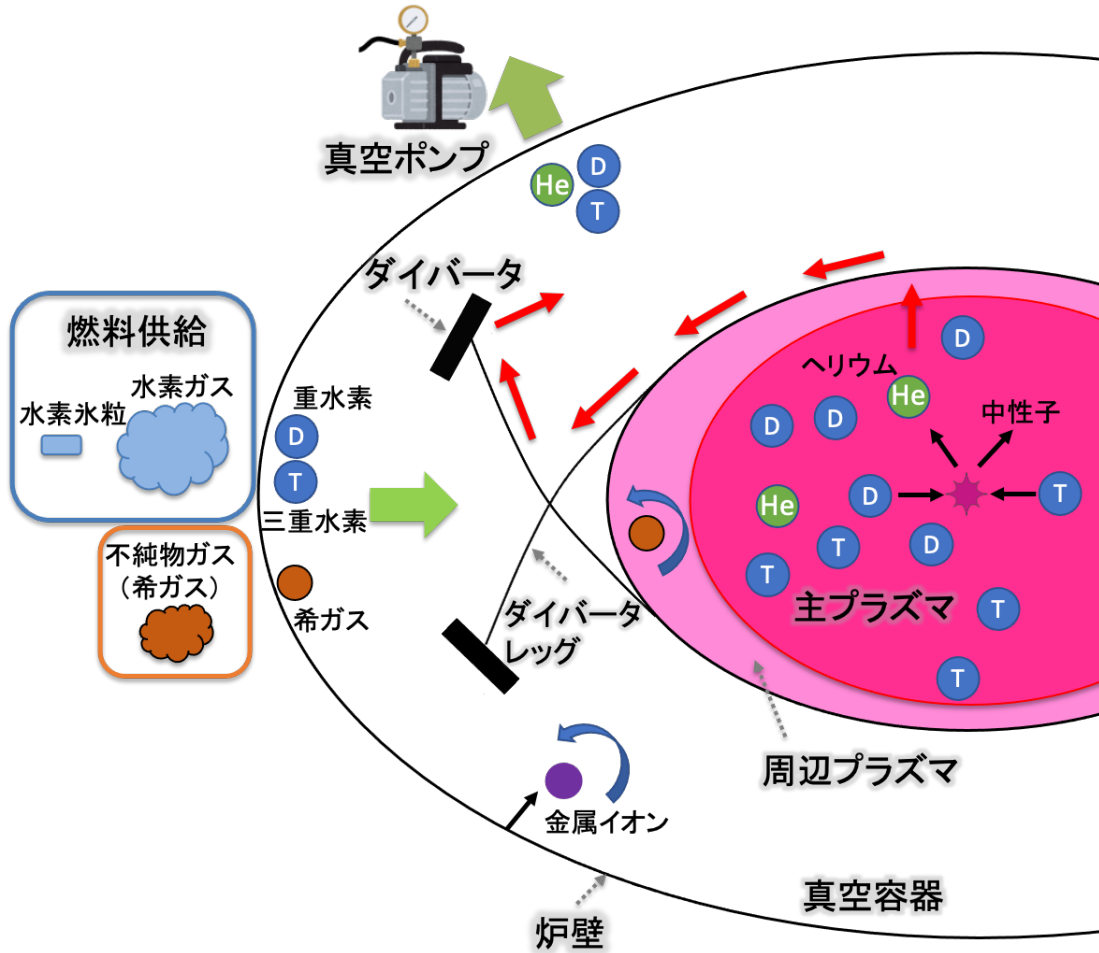 真空ポンプ
He
D
T
ダイバータ
燃料供給
水素ガス
水素氷粒
重水素
D
T
三重水素
不純物ガス
（希ガス）
希ガス
ダイバータ
レッグ
D
ヘリウム
He
中性子
D
D
He
D
T
T
D
T
主プラズマ
T
T
周辺プラズマ
金属イオン
真空容器
炉壁